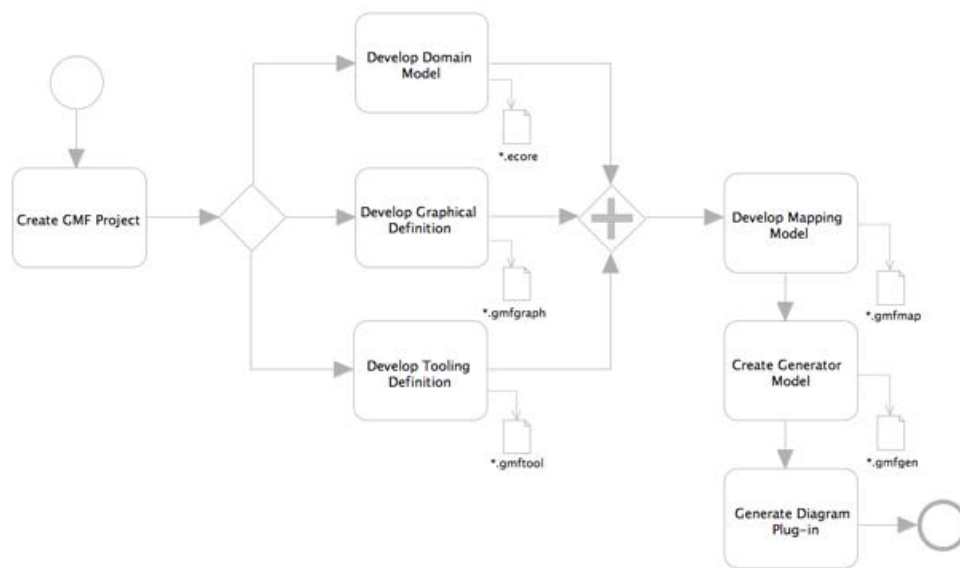 Develop Domain
Model
*.ecore
Create GMF Project
Develop Graphical
Definition
*.gmfgraph
Develop Mapping
Model
*.gmfmap
Develop Tooling
Definition
*.gmftool
Create Generator
Model
*.gmfgen
Generate Diagram
Plug-in